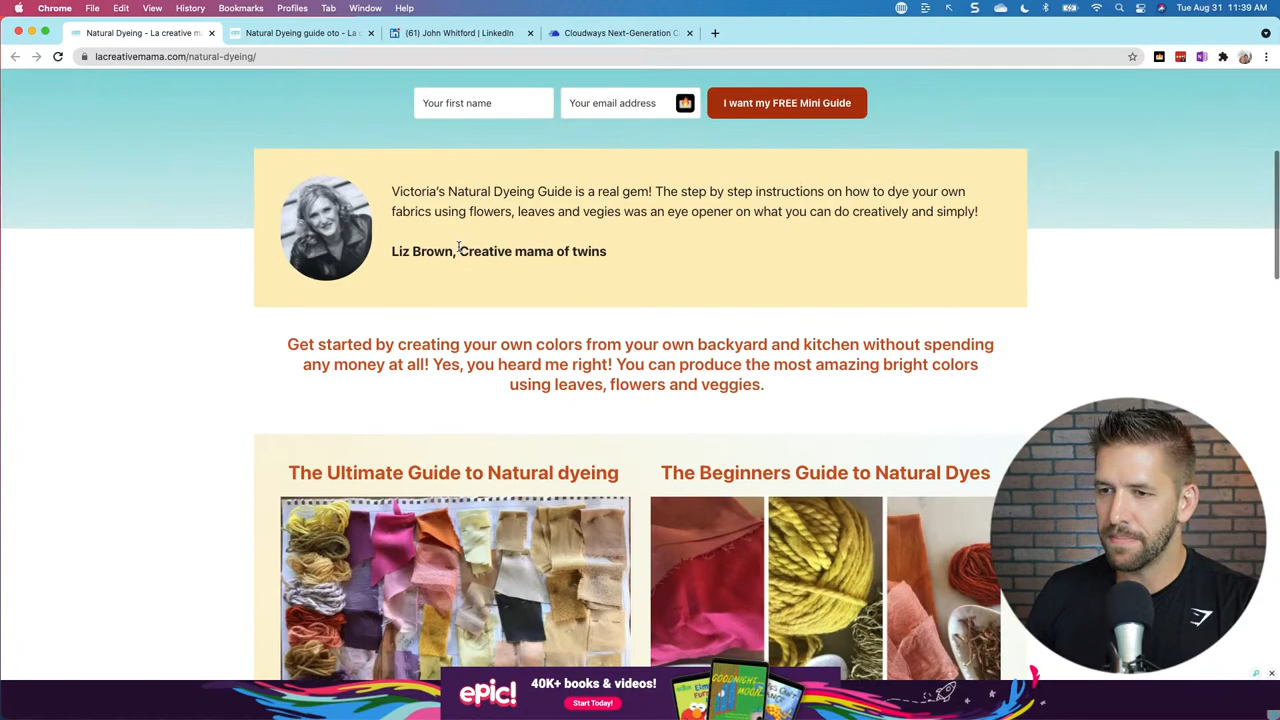 Chrome File Edit View History Bookmarks Profiles Tab Window Help
Tue Aug 31 11:39 AM
Natural Dyeing - La creative m
Natural Dyeing guide oto - La c
(61) John Whitford | LinkedIn
Cloudways Next-Generation C
lacreativemama.com/natural-dyeing/
Your first name
Your email address
I want my FREE Mini Guide
Victoria’s Natural Dyeing Guide is a real gem! The step by step instructions on how to dye your own
fabrics using flowers, leaves and vegies was an eye opener on what you can do creatively and simply!
Liz Brown, Creative mama of twins
Get started by creating your own colors from your own backyard and kitchen without spending
any money at all! Yes, you heard me right! You can produce the most amazing bright colors
using leaves, flowers and veggies.
The Ultimate Guide to Natural dyeing
The Beginners Guide to Natural Dyes
epic!
40K+ books & videos!
Start Today!
GOODNIGHT
MOON